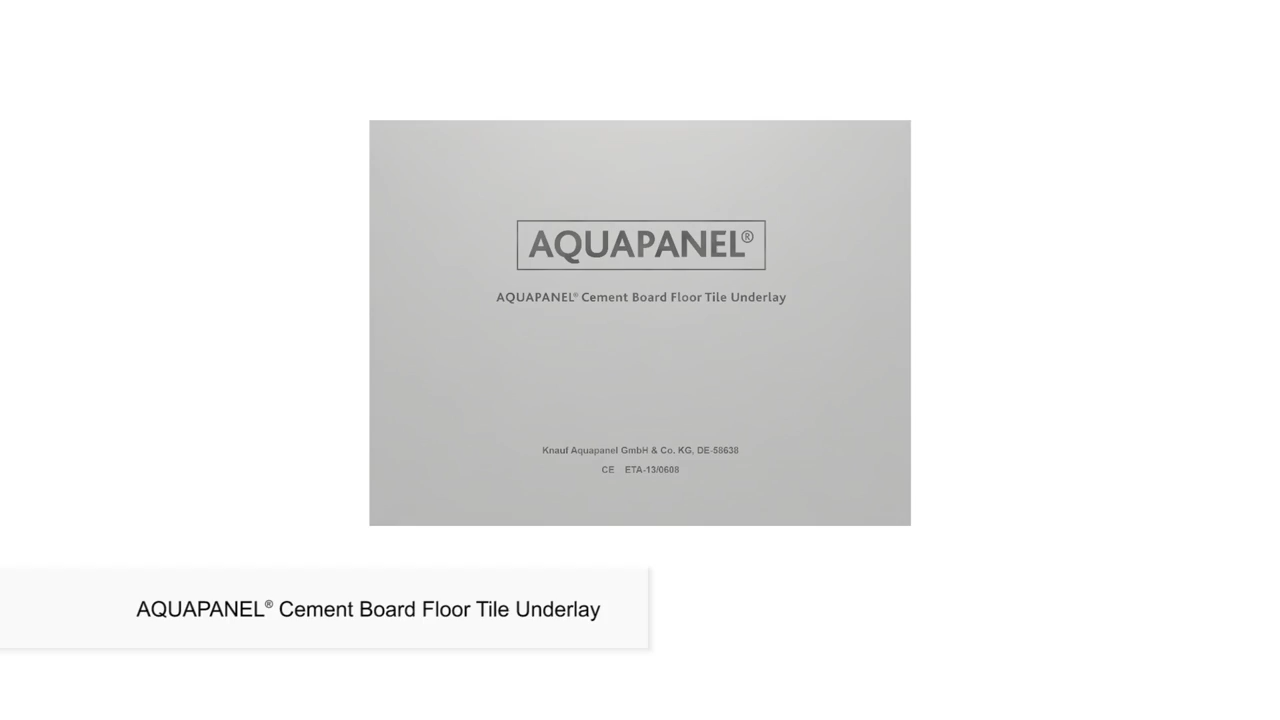 AQUAPANEL®
AQUAPANEL® Cement Board Floor Tile Underlay
Knauf Aquapanel GmbH & Co. KG, DE-58638
CE ETA-13/0608
AQUAPANEL® Cement Board Floor Tile Underlay